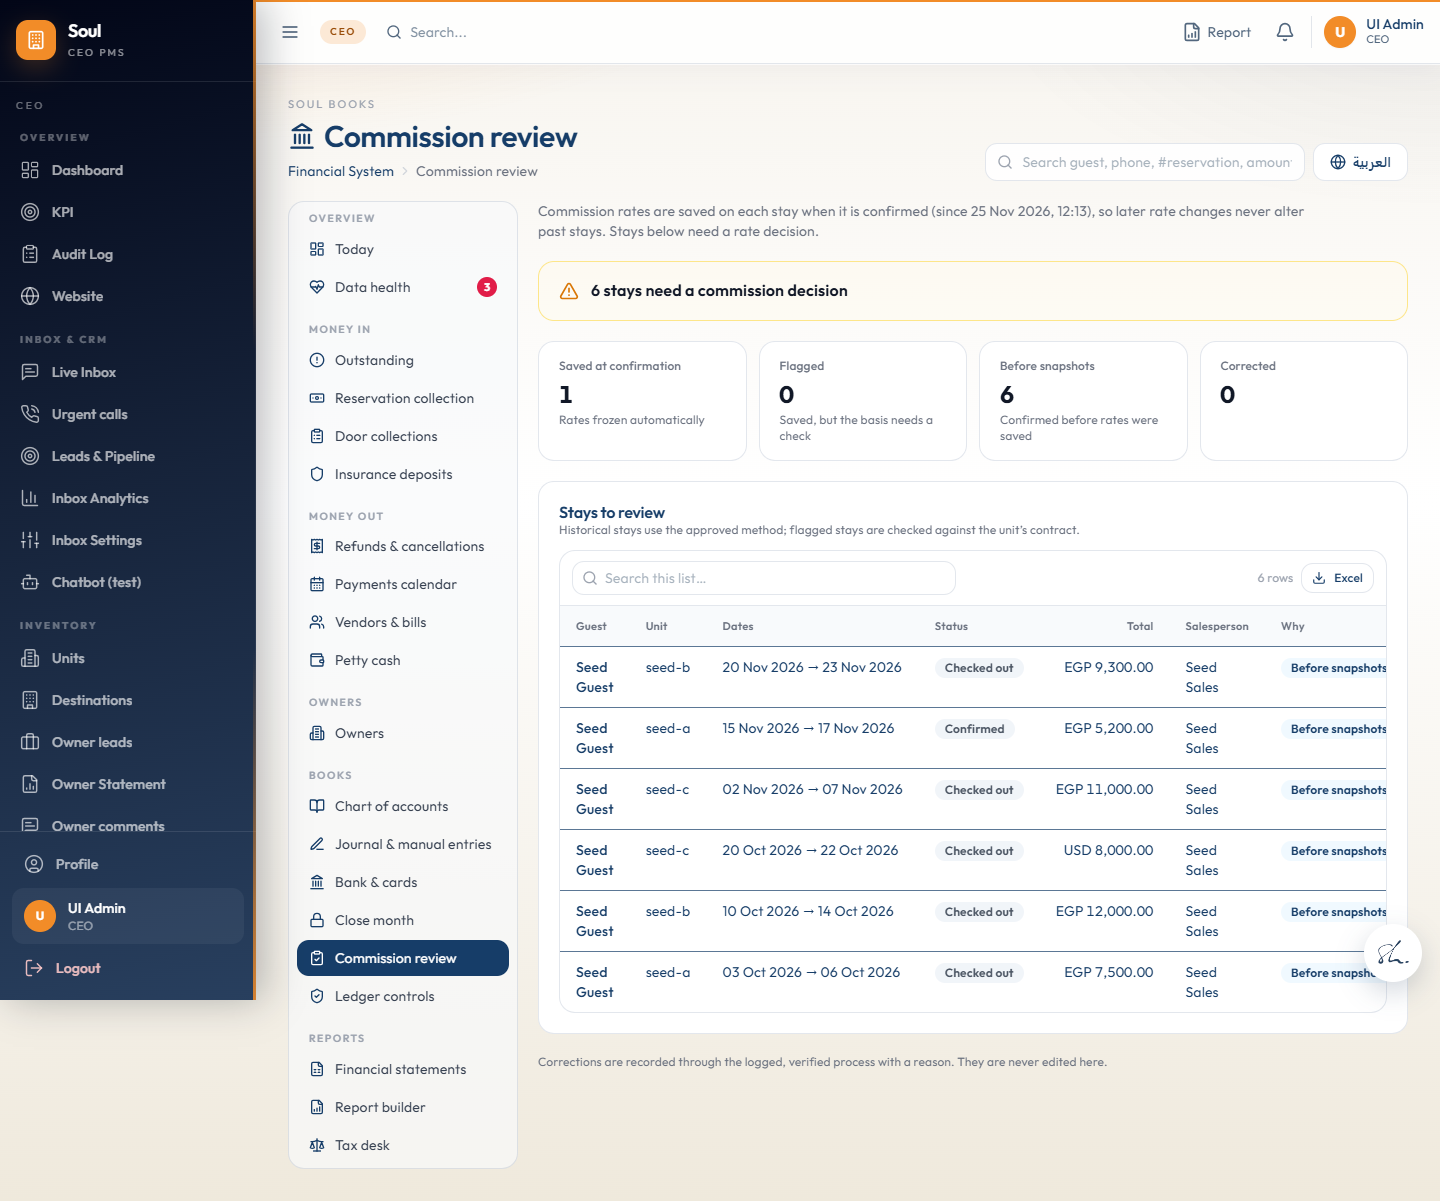 Soul
CEO PMS
CEO
OVERVIEW
Dashboard
KPI
Audit Log
Website
INBOX & CRM
Live Inbox
Urgent calls
Leads & Pipeline
Inbox Analytics
Inbox Settings
Chatbot (test)
INVENTORY
Units
Destinations
Owner leads
Owner Statement
Owner comments
Profile
U
UI Admin
CEO
Logout
CEO
Search...
Report
U
UI Admin
CEO
SOUL BOOKS
Commission review
Financial System > Commission review
Search guest, phone, #reservation, amoun
العربية
OVERVIEW
Today
Data health 3
MONEY IN
Outstanding
Reservation collection
Door collections
Insurance deposits
MONEY OUT
Refunds & cancellations
Payments calendar
Vendors & bills
Petty cash
OWNERS
Owners
BOOKS
Chart of accounts
Journal & manual entries
Bank & cards
Close month
Commission review
Ledger controls
REPORTS
Financial statements
Report builder
Tax desk
Commission rates are saved on each stay when it is confirmed (since 25 Nov 2026, 12:13), so later rate changes never alter
past stays. Stays below need a rate decision.
6 stays need a commission decision
Saved at confirmation
1
Rates frozen automatically
Flagged
0
Saved, but the basis needs a
check
Before snapshots
6
Confirmed before rates were
saved
Corrected
0
Stays to review
Historical stays use the approved method; flagged stays are checked against the unit's contract.
Search this list...
6 rows
Excel
Guest Unit Dates Status Total Salesperson Why
Seed Guest seed-b 20 Nov 2026 → 23 Nov 2026 Checked out EGP 9,300.00 Seed Sales Before snapshots
Seed Guest seed-a 15 Nov 2026 → 17 Nov 2026 Confirmed EGP 5,200.00 Seed Sales Before snapshots
Seed Guest seed-c 02 Nov 2026 → 07 Nov 2026 Checked out EGP 11,000.00 Seed Sales Before snapshots
Seed Guest seed-c 20 Oct 2026 → 22 Oct 2026 Checked out USD 8,000.00 Seed Sales Before snapshots
Seed Guest seed-b 10 Oct 2026 → 14 Oct 2026 Checked out EGP 12,000.00 Seed Sales Before snapshots
Seed Guest seed-a 03 Oct 2026 → 06 Oct 2026 Checked out EGP 7,500.00 Seed Sales Before
Corrections are recorded through the logged, verified process with a reason. They are never edited here.